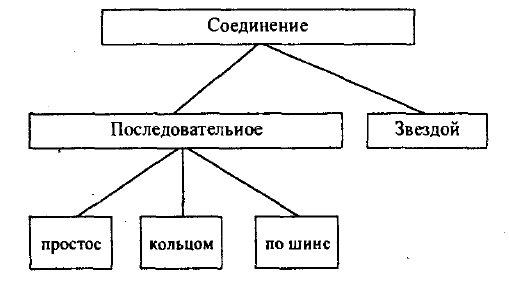 Соединение
Последовательное
Звездой
простое
кольцом
по шине